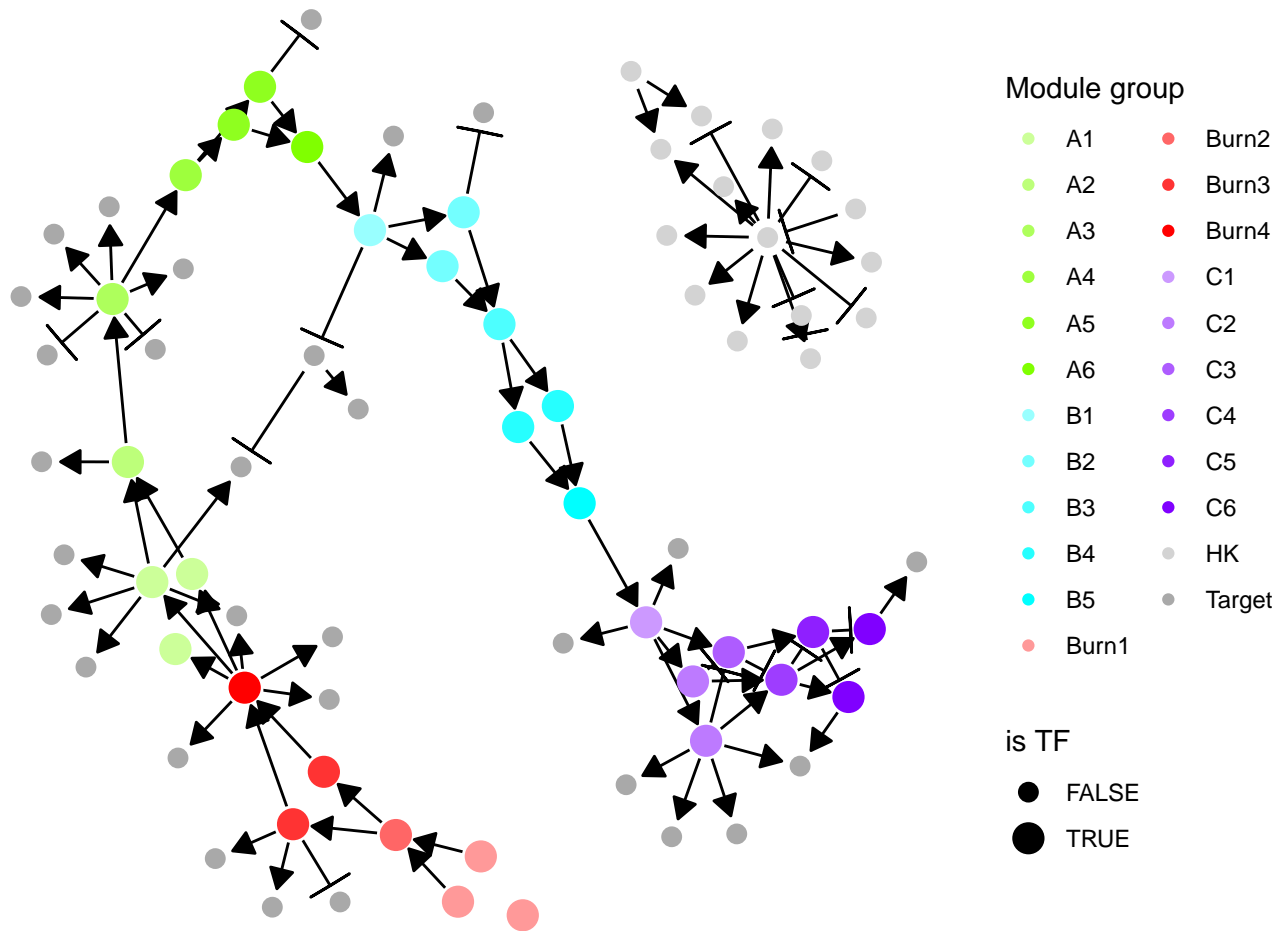 Module group
A1
A2
A3
A4
A5
A6
B1
B2
B3
B4
B5
Burn1
Burn2
Burn3
Burn4
C1
C2
C3
C4
C5
C6
HK
Target
is TF
FALSE
TRUE